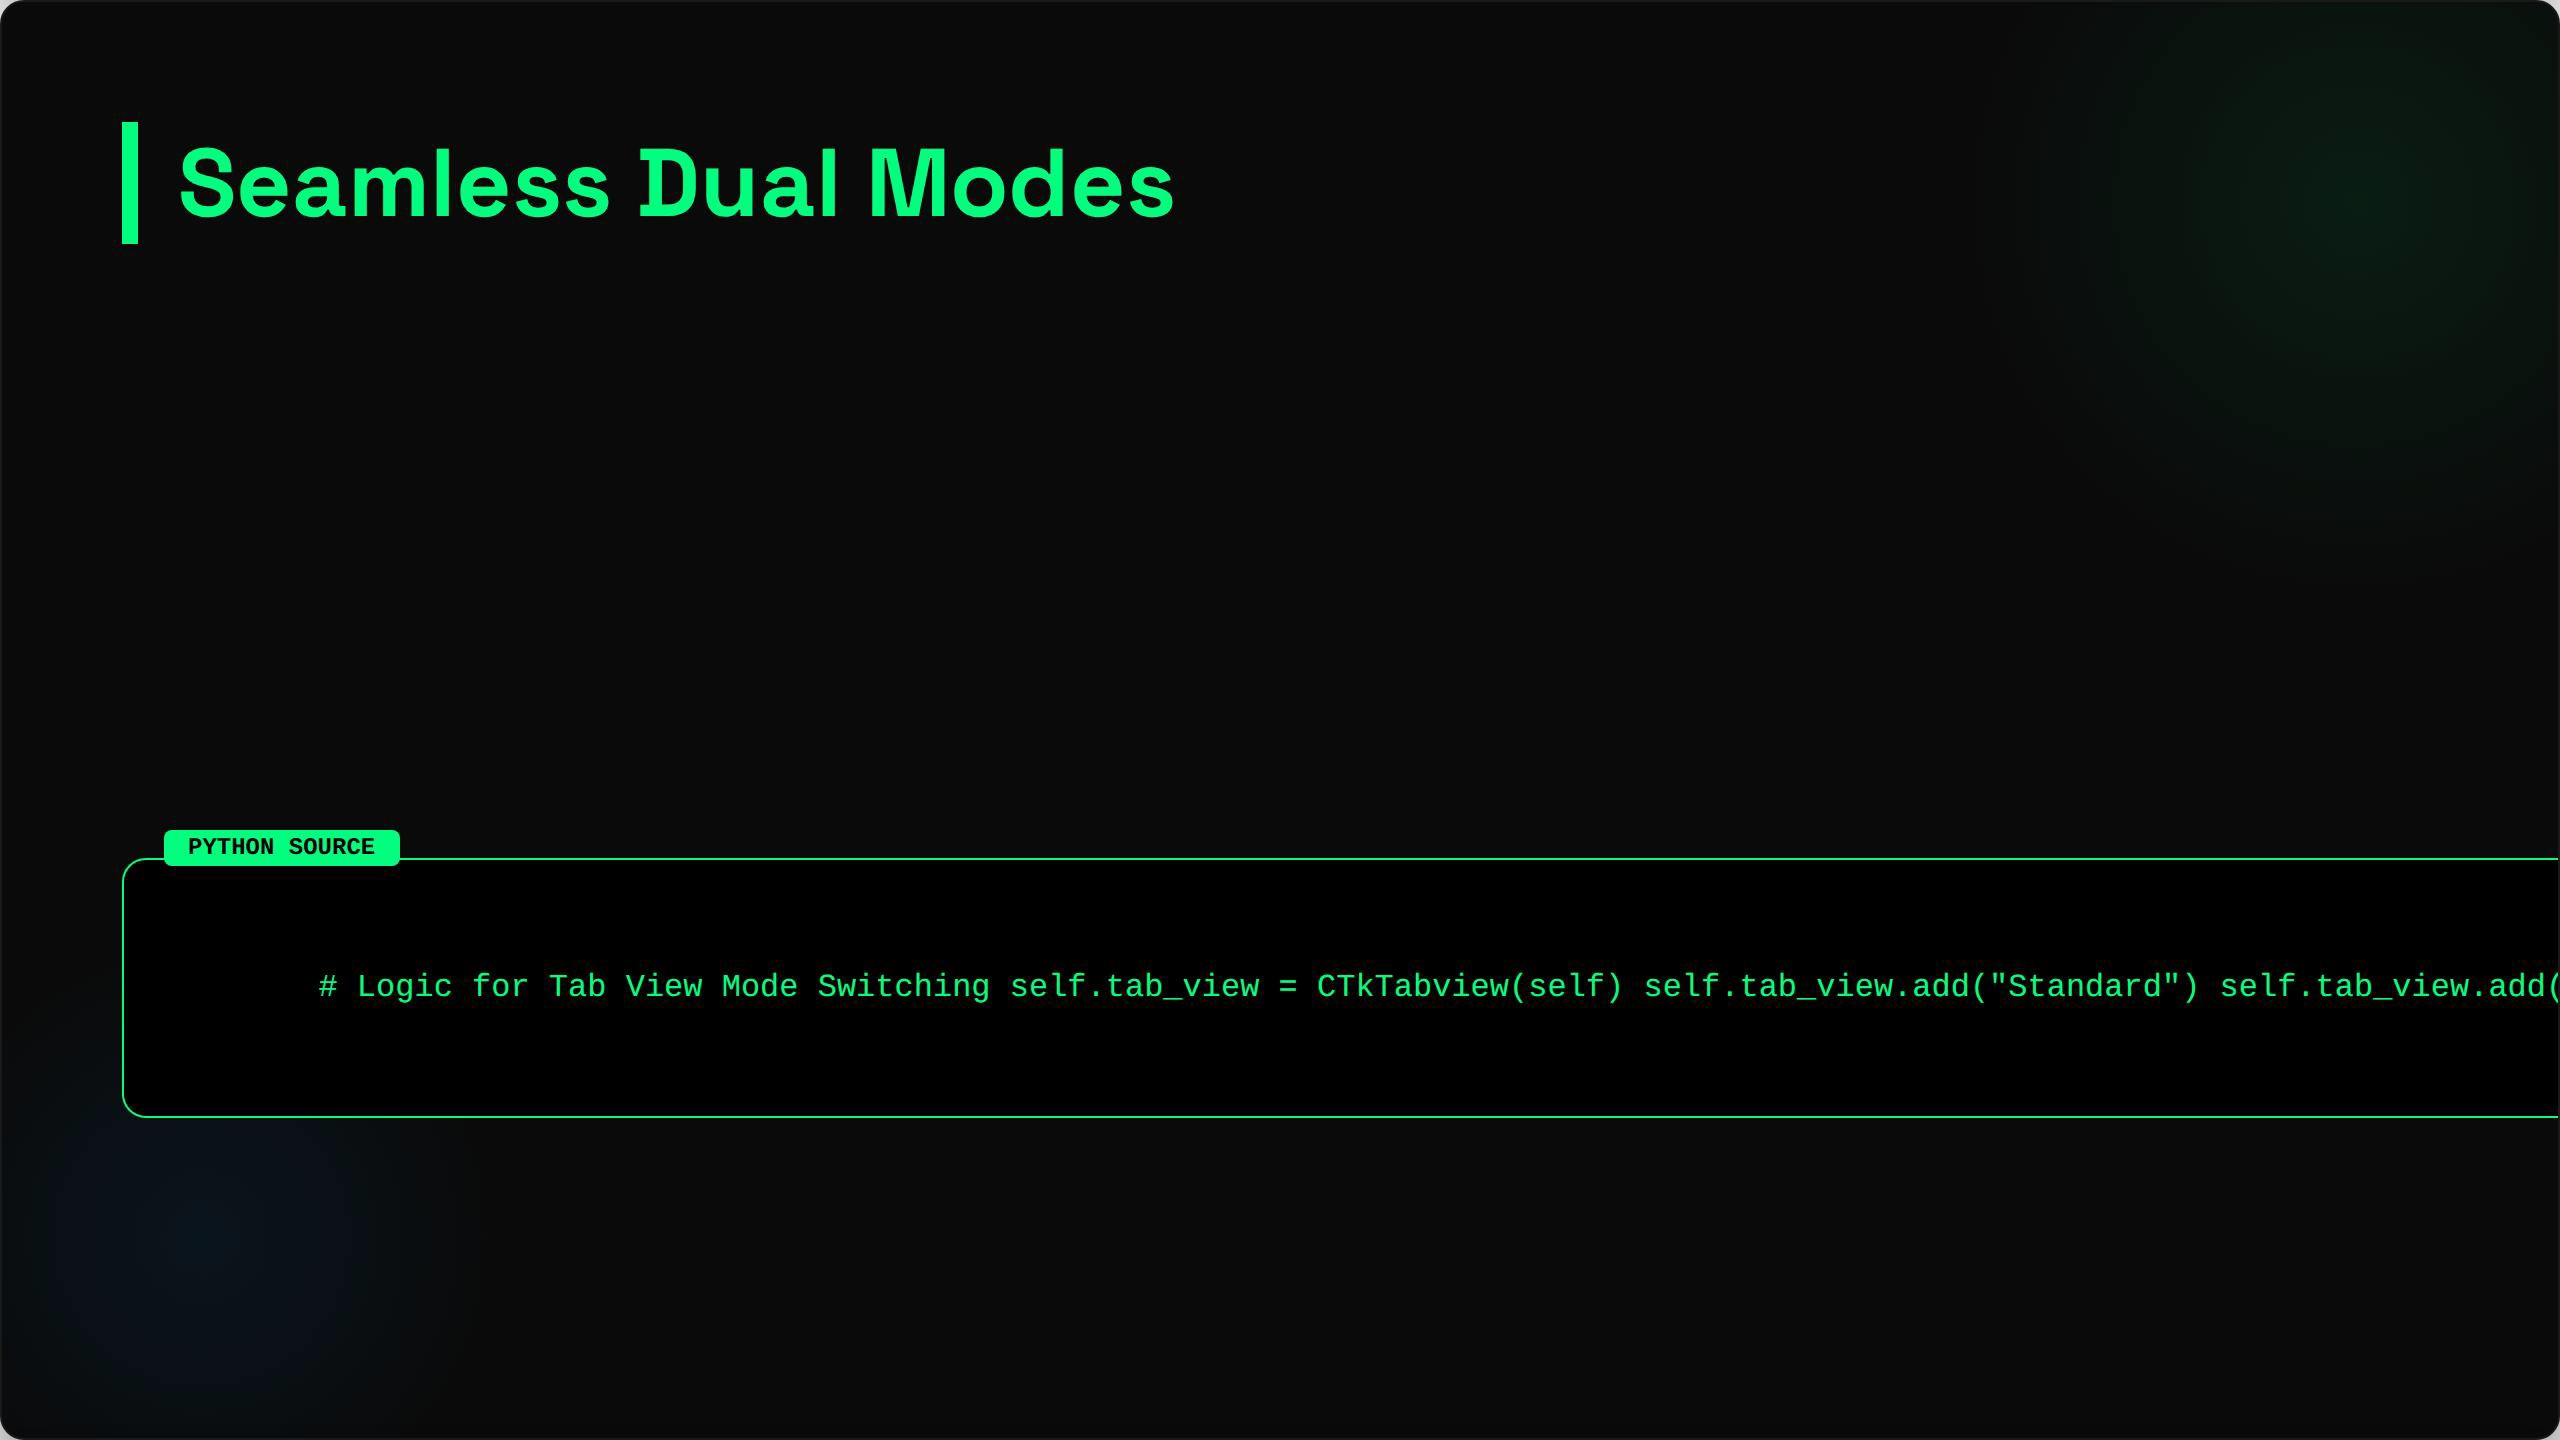 Seamless Dual Modes
PYTHON SOURCE
# Logic for Tab View Mode Switching self.tab_view = CTkTabview(self) self.tab_view.add("Standard") self.tab_view.add(